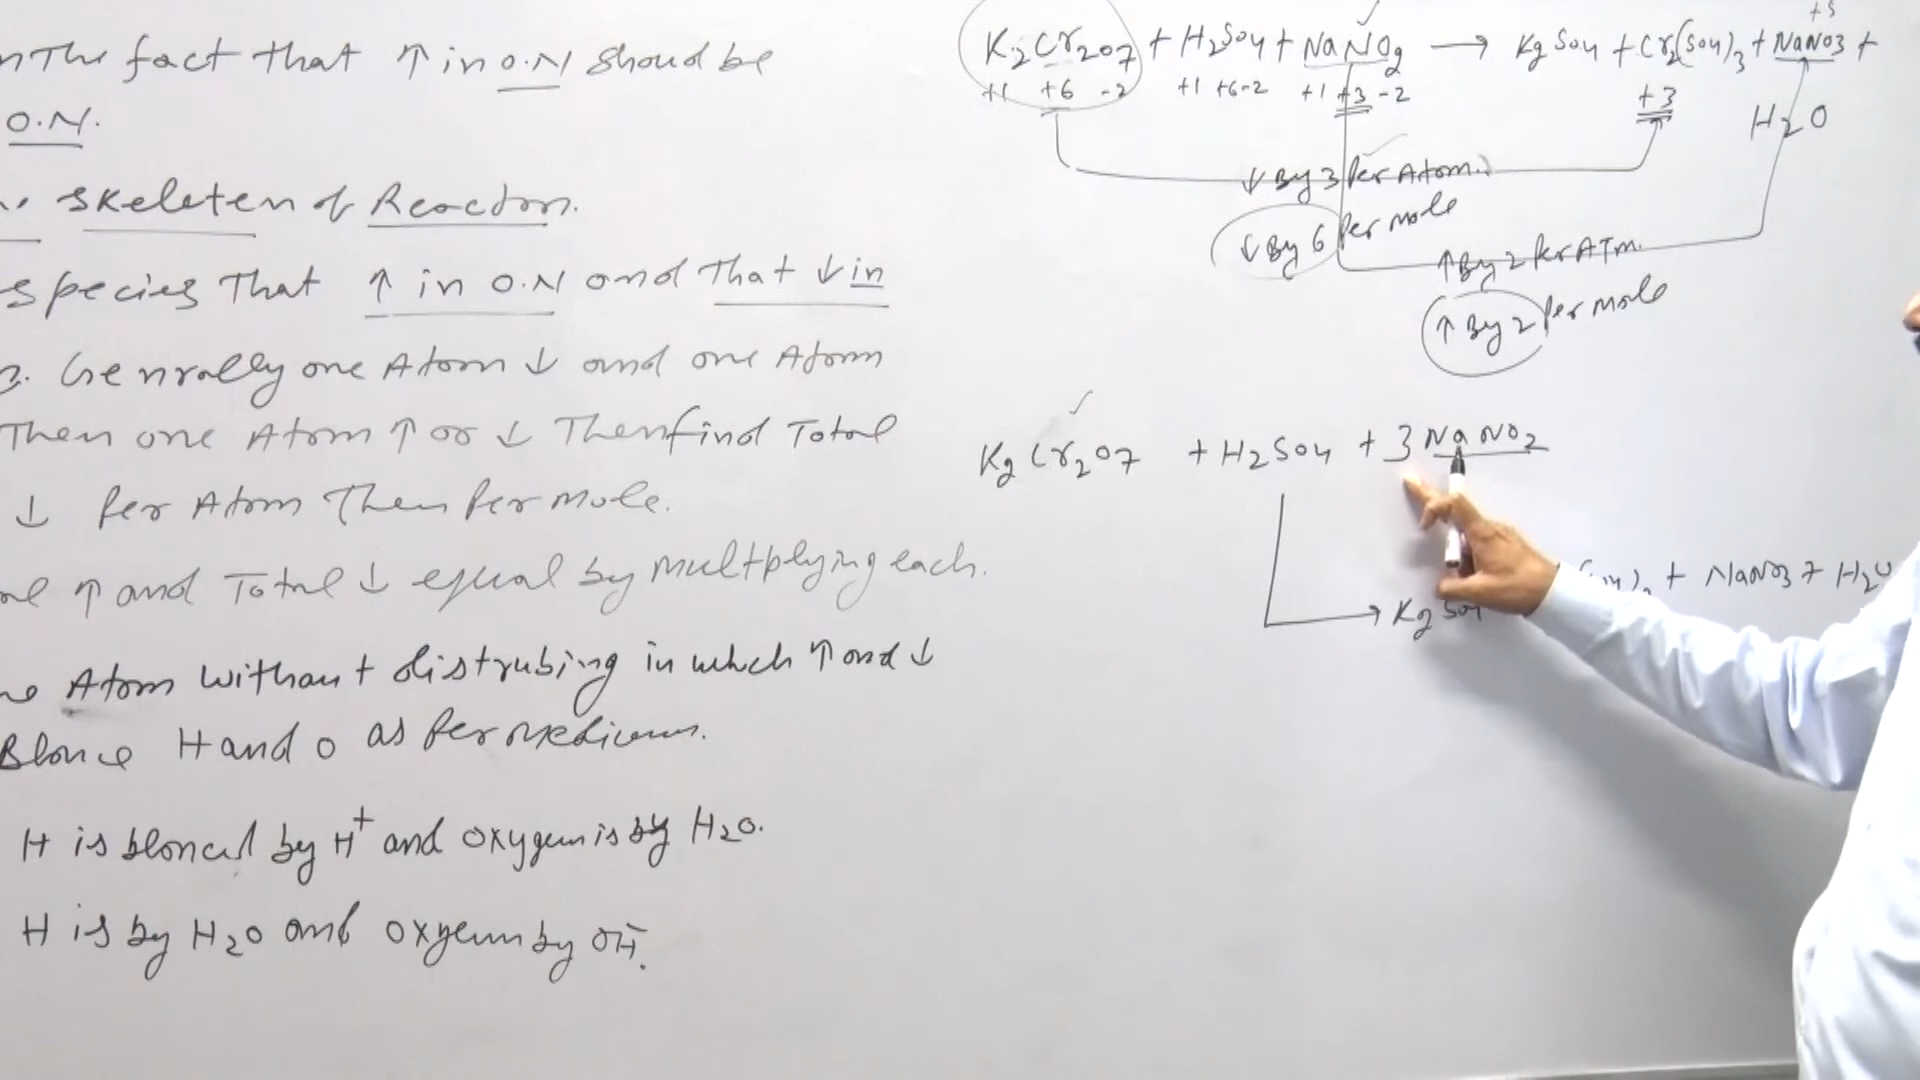 The fact that ↑ in O.N should be
O.N.
skeleten of Reaction.
species That ↑ in O.N and That ↓ in
Genrally one Atom ↓ and one Atom
Then one Atom ↑ or ↓ Then find Total
↓ Per Atom Then Per mole.
↑ and Total ↓ equal by multplying each.
Atom without distrubing in which ↑ and ↓
Blance H and O as Per medium.
H is blanced by H+ and oxygen is by H2O.
H is by H2O and oxygen by OH-.
K2Cr2O7 + H2SO4 + NaNO2 → K2SO4 + Cr2(SO4)3 + NaNO3 +
+5
+1 +6 -2 +1 +6 -2 +1 +3 -2 +3
H2O
↓ By 3 Per Atom.
↓ By 6 Per mole
↑ By 2 Per ATm.
↑ By 2 Per mole
K2Cr2O7 + H2SO4 + 3 NaNO2
→ K2SO4 + NaNO3 + H2O